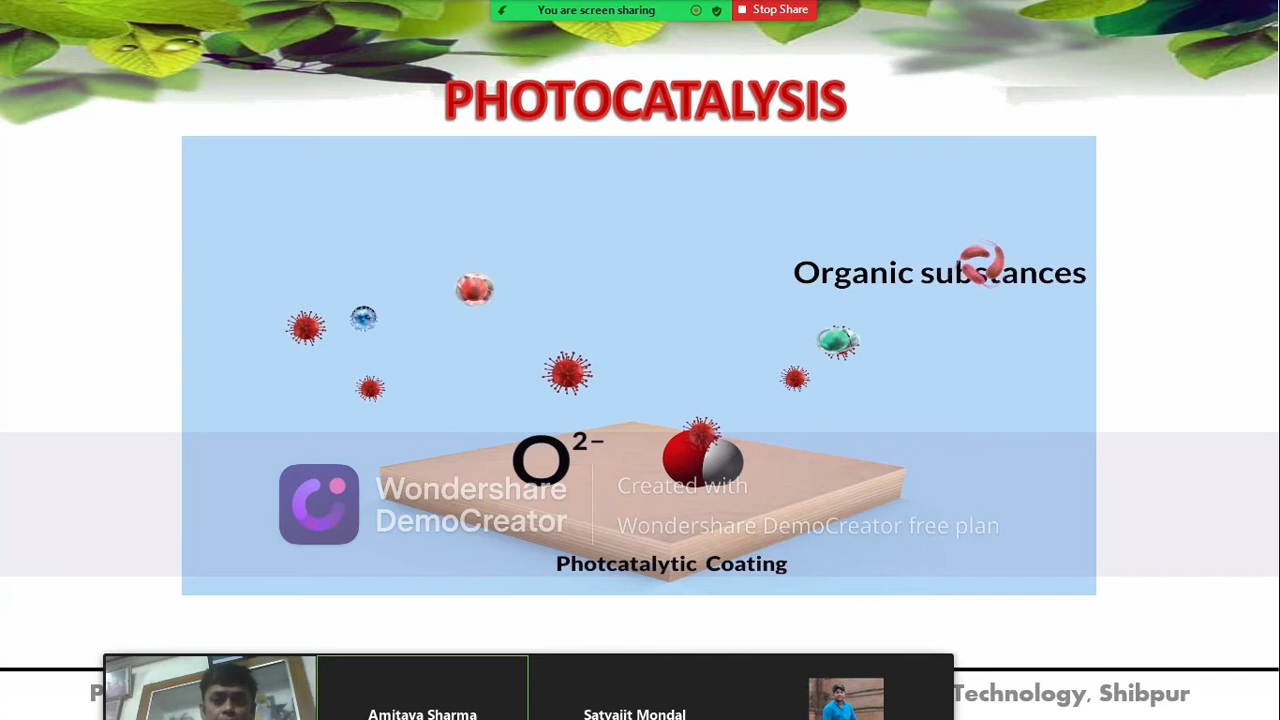 You are screen sharing
Stop Share
PHOTOCATALYSIS
Organic substances
O²⁻
Wondershare
DemoCreator
Created with
Wondershare DemoCreator free plan
Photcatalytic Coating
Technology, Shibpur
Amitava Sharma
Satyajit Mondal